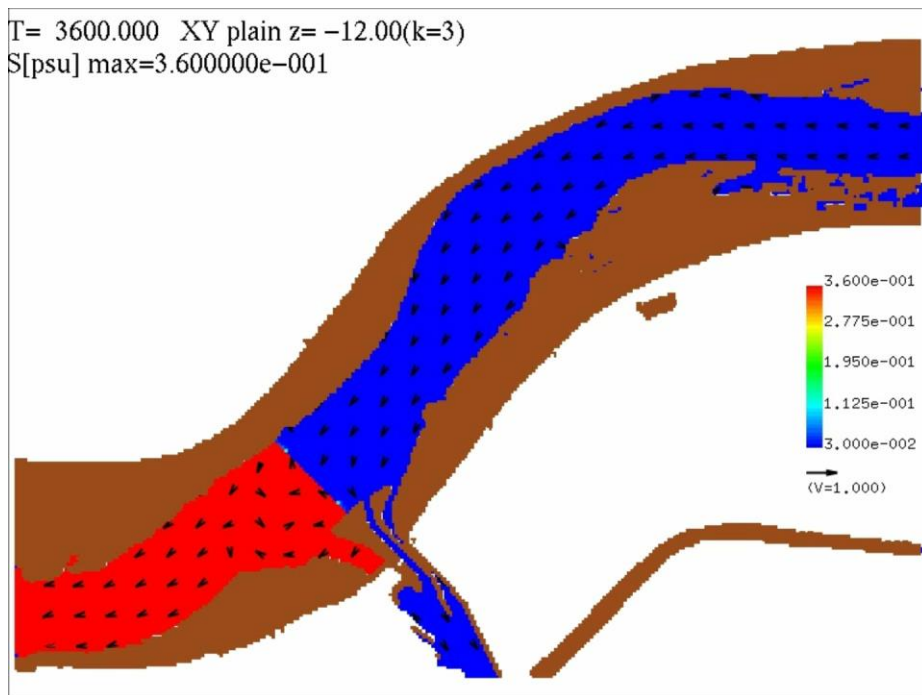 T= 3600.000 XY plain z= −12.00(k=3)
S[psu] max=3.600000e-001
3.600e-001
2.775e-001
1.950e-001
1.125e-001
3.000e-002
(V=1.000)